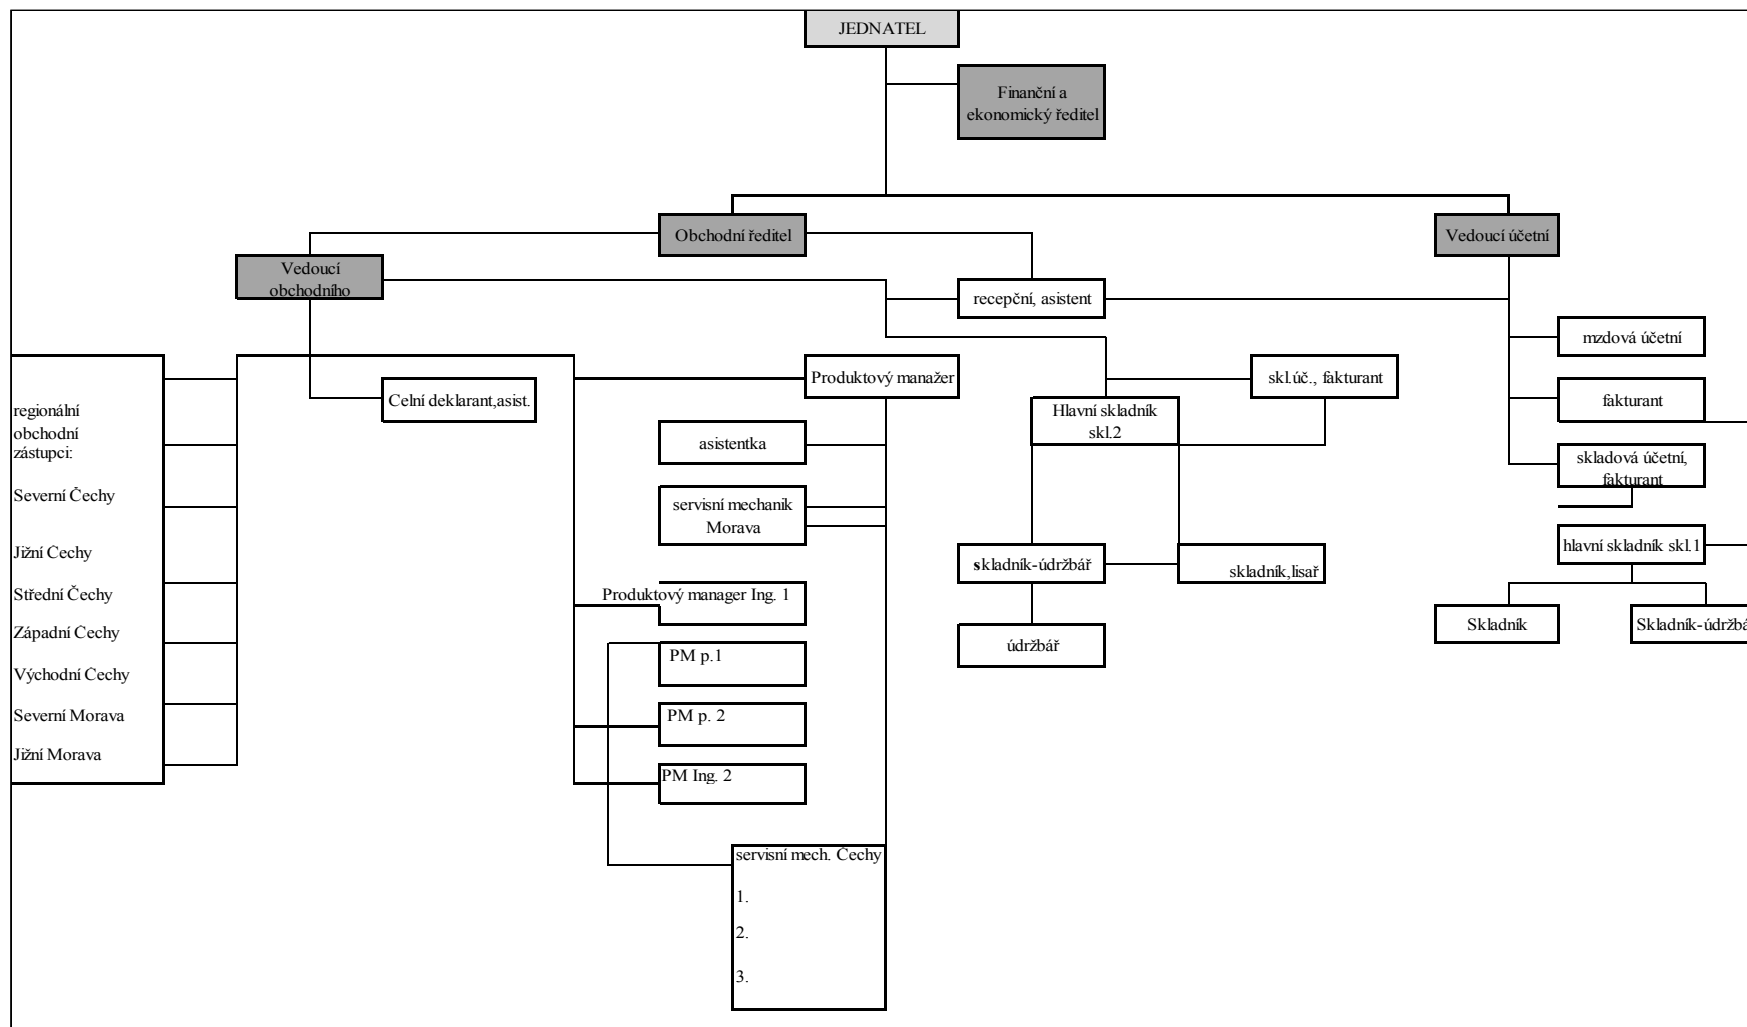 JEDNATEL
Finanční a
ekonomický ředitel
Obchodní ředitel
Vedoucí účetní
Vedoucí
obchodního
recepční, asistent
mzdová účetní
Produktový manažer
skl.úč., fakturant
Celní deklarant,asist.
fakturant
regionální
obchodní
zástupci:
Severní Čechy
Jižní Cechy
Střední Čechy
Západní Cechy
Východní Cechy
Severní Morava
Jižní Morava
Hlavní skladník
skl.2
asistentka
skladová účetní,
fakturant
servisní mechanik
Morava
hlavní skladník skl.1
skladník-údržbář
skladník,lisař
Produktový manager Ing. 1
Skladník
Skladník-údržbá
údržbář
PM p.1
PM p. 2
PM Ing. 2
servisní mech. Cechy
1.
2.
3.